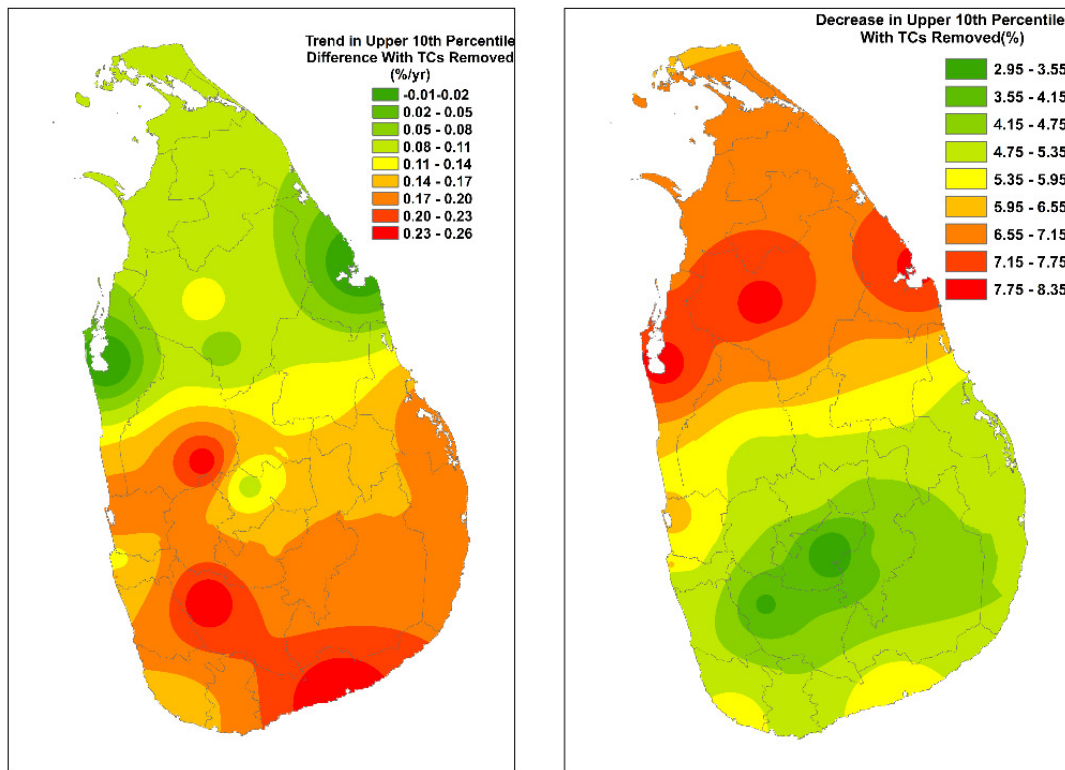 Trend in Upper 10th Percentile
Difference With TCs Removed
(%/yr)
-0.01-0.02
0.02 - 0.05
0.05 - 0.08
0.08 - 0.11
0.11 - 0.14
0.14 - 0.17
0.17 - 0.20
0.20 - 0.23
0.23 - 0.26
Decrease in Upper 10th Percentile
With TCs Removed(%)
2.95 - 3.55
3.55 - 4.15
4.15 - 4.75
4.75 - 5.35
5.35 - 5.95
5.95 - 6.55
6.55 - 7.15
7.15 - 7.75
7.75 - 8.35